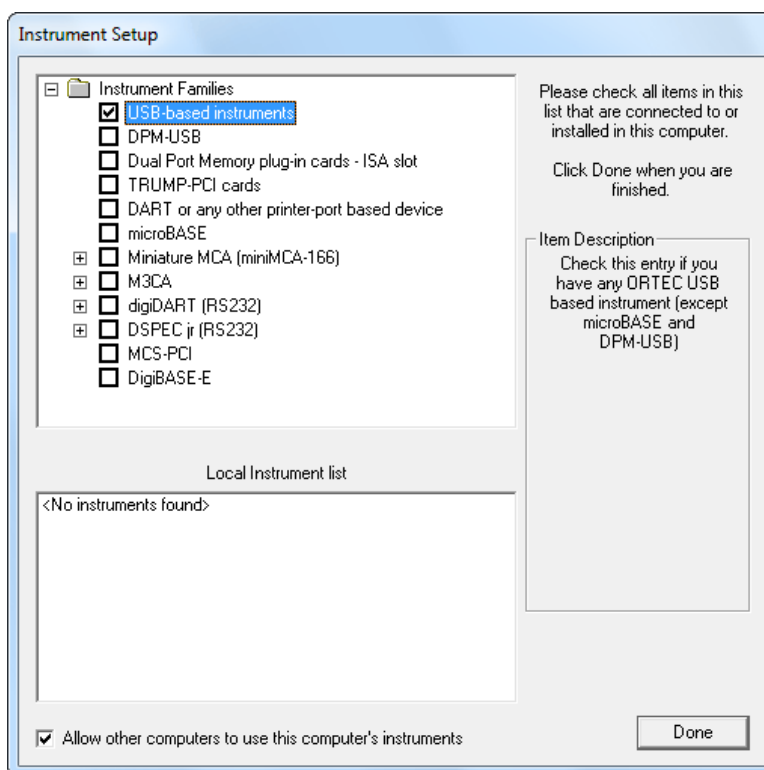 Instrument Setup
Instrument Families
USB-based instruments
DPM-USB
Dual Port Memory plug-in cards - ISA slot
TRUMP-PCI cards
DART or any other printer-port based device
microBASE
Miniature MCA (miniMCA-166)
M3CA
digiDART (RS232)
DSPEC jr (RS232)
MCS-PCI
DigiBASE-E
Please check all items in this
list that are connected to or
installed in this computer.
Click Done when you are
finished.
Item Description
Check this entry if you
have any ORTEC USB
based instrument (except
microBASE and
DPM-USB)
Local Instrument list
<No instruments found>
Allow other computers to use this computer's instruments
Done